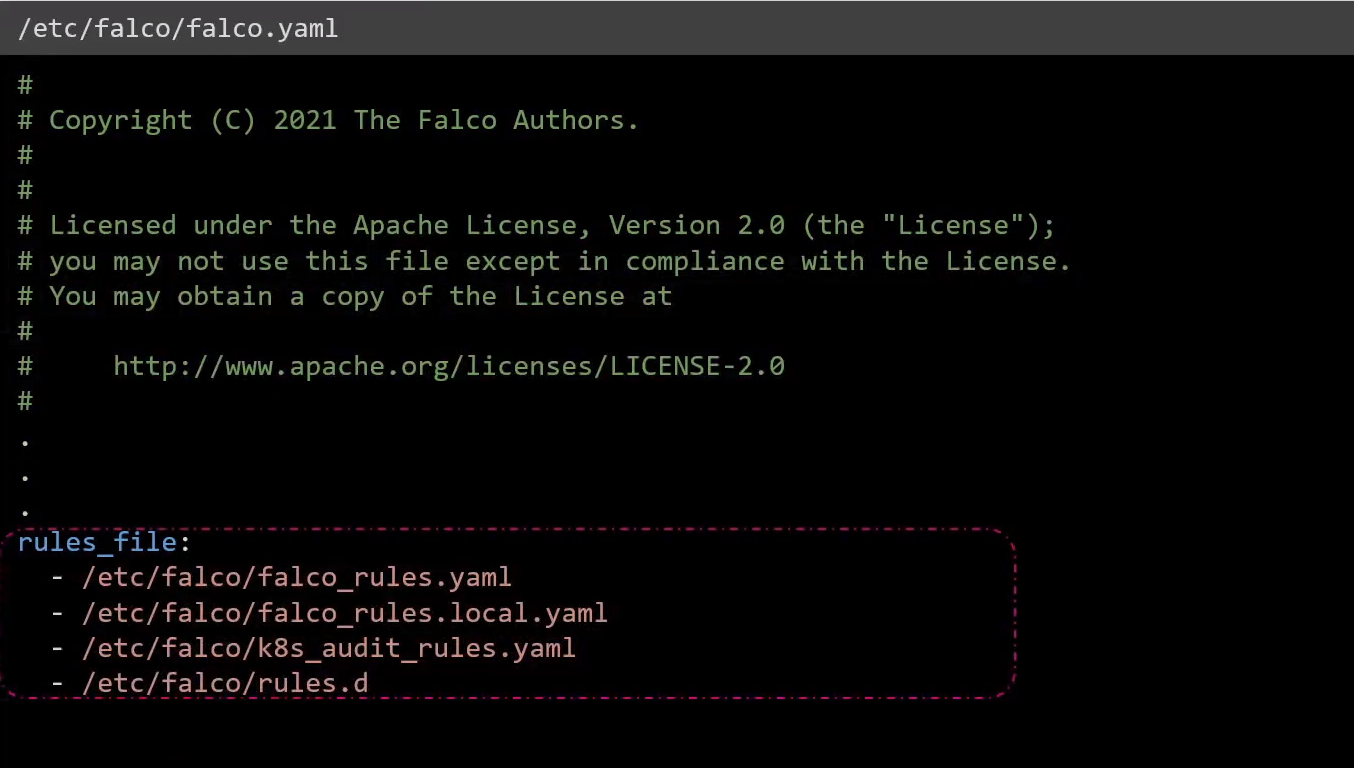 /etc/falco/falco.yaml
#
# Copyright (C) 2021 The Falco Authors.
#
#
# Licensed under the Apache License, Version 2.0 (the "License");
# you may not use this file except in compliance with the License.
# You may obtain a copy of the License at
#
#     http://www.apache.org/licenses/LICENSE-2.0
#
.
.
.
rules_file:
  - /etc/falco/falco_rules.yaml
  - /etc/falco/falco_rules.local.yaml
  - /etc/falco/k8s_audit_rules.yaml
  - /etc/falco/rules.d